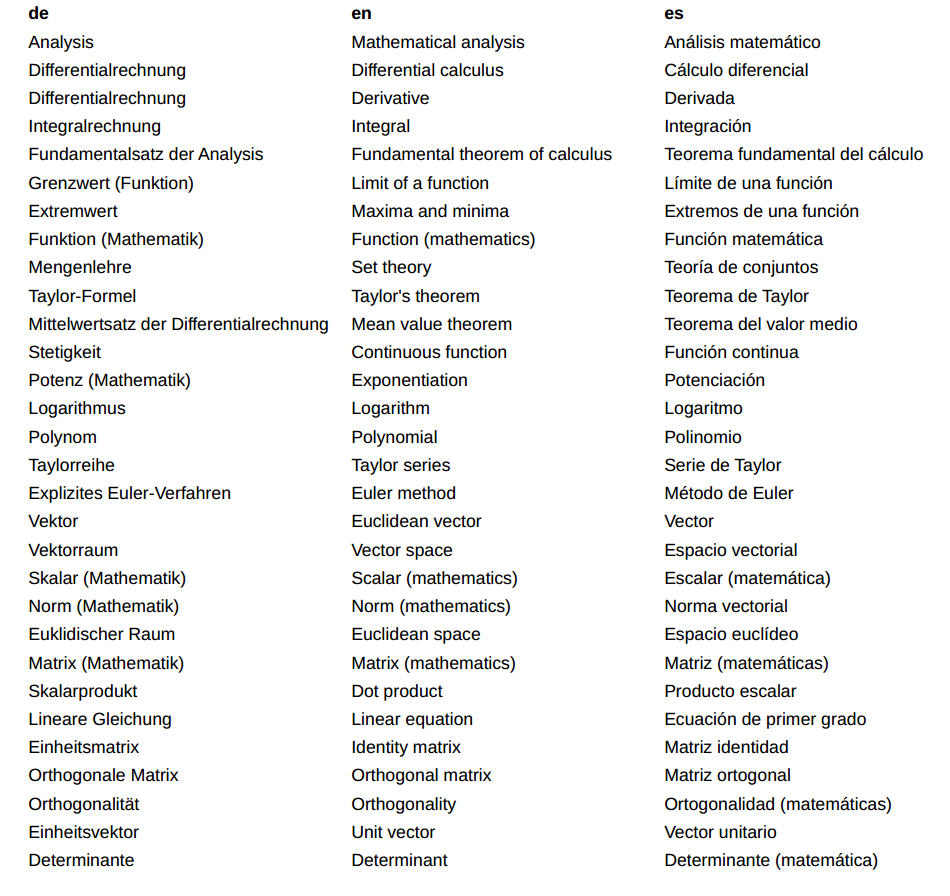 de en es
Analysis Mathematical analysis Análisis matemático
Differentialrechnung Differential calculus Cálculo diferencial
Differentialrechnung Derivative Derivada
Integralrechnung Integral Integración
Fundamentalsatz der Analysis Fundamental theorem of calculus Teorema fundamental del cálculo
Grenzwert (Funktion) Limit of a function Límite de una función
Extremwert Maxima and minima Extremos de una función
Funktion (Mathematik) Function (mathematics) Función matemática
Mengenlehre Set theory Teoría de conjuntos
Taylor-Formel Taylor's theorem Teorema de Taylor
Mittelwertsatz der Differentialrechnung Mean value theorem Teorema del valor medio
Stetigkeit Continuous function Función continua
Potenz (Mathematik) Exponentiation Potenciación
Logarithmus Logarithm Logaritmo
Polynom Polynomial Polinomio
Taylorreihe Taylor series Serie de Taylor
Explizites Euler-Verfahren Euler method Método de Euler
Vektor Euclidean vector Vector
Vektorraum Vector space Espacio vectorial
Skalar (Mathematik) Scalar (mathematics) Escalar (matemática)
Norm (Mathematik) Norm (mathematics) Norma vectorial
Euklidischer Raum Euclidean space Espacio euclídeo
Matrix (Mathematik) Matrix (mathematics) Matriz (matemáticas)
Skalarprodukt Dot product Producto escalar
Lineare Gleichung Linear equation Ecuación de primer grado
Einheitsmatrix Identity matrix Matriz identidad
Orthogonale Matrix Orthogonal matrix Matriz ortogonal
Orthogonalität Orthogonality Ortogonalidad (matemáticas)
Einheitsvektor Unit vector Vector unitario
Determinante Determinant Determinante (matemática)